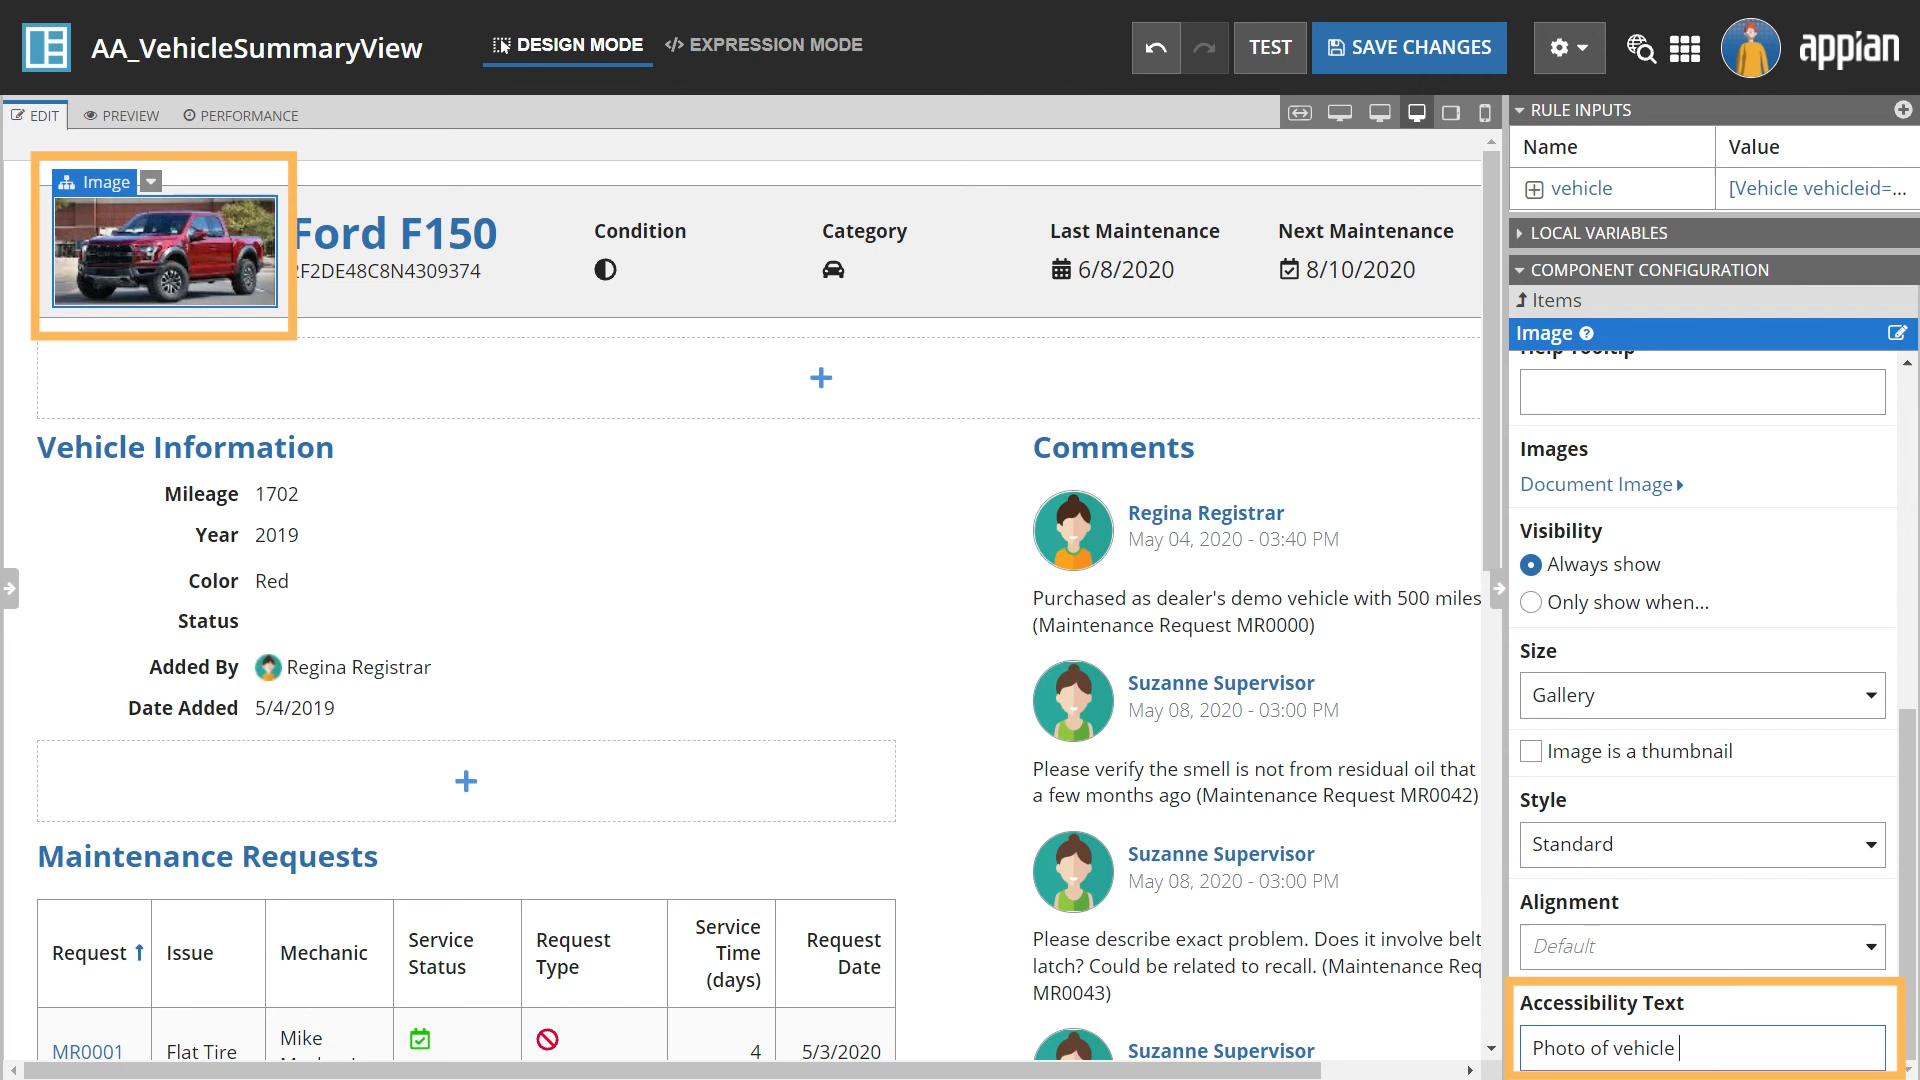 AA_VehicleSummaryView
DESIGN MODE
</> EXPRESSION MODE
TEST
SAVE CHANGES
appian
EDIT
PREVIEW
PERFORMANCE
Image
Ford F150
2F2DE48C8N4309374
Condition
Category
Last Maintenance
6/8/2020
Next Maintenance
8/10/2020
Vehicle Information
Mileage 1702
Year 2019
Color Red
Status
Added By Regina Registrar
Date Added 5/4/2019
Maintenance Requests
Request
Issue
Mechanic
Service
Status
Request
Type
Service
Time
(days)
Request
Date
MR0001
Flat Tire
Mike
4
5/3/2020
Comments
Regina Registrar
May 04, 2020 - 03:40 PM
Purchased as dealer's demo vehicle with 500 miles
(Maintenance Request MR0000)
Suzanne Supervisor
May 08, 2020 - 03:00 PM
Please verify the smell is not from residual oil that
a few months ago (Maintenance Request MR0042)
Suzanne Supervisor
May 08, 2020 - 03:00 PM
Please describe exact problem. Does it involve belt
latch? Could be related to recall. (Maintenance Req
MR0043)
Suzanne Supervisor
RULE INPUTS
Name Value
vehicle [Vehicle vehicleid=...
LOCAL VARIABLES
COMPONENT CONFIGURATION
Items
Image
Help Tooltip
Images
Document Image
Visibility
Always show
Only show when...
Size
Gallery
Image is a thumbnail
Style
Standard
Alignment
Default
Accessibility Text
Photo of vehicle